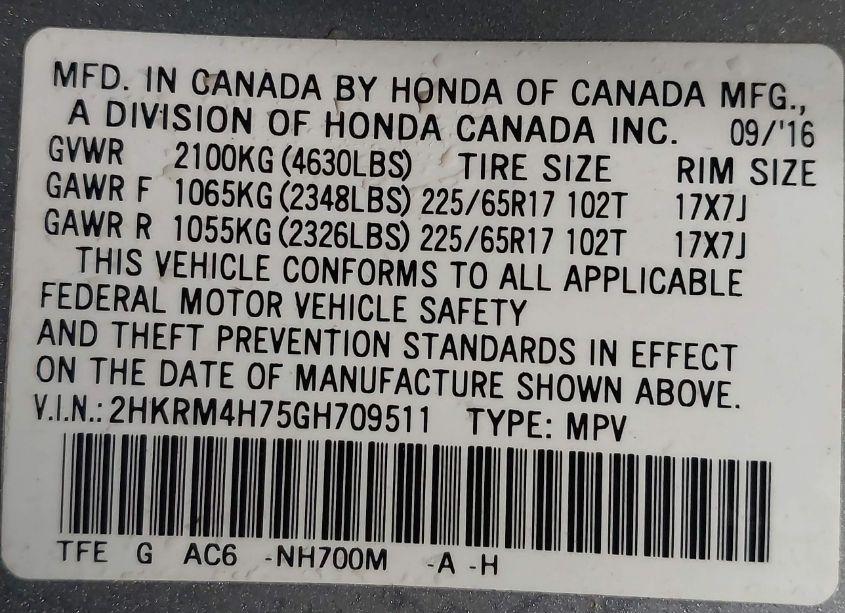 MFD. IN CANADA BY HONDA OF CANADA MFG.,
A DIVISION OF HONDA CANADA INC. 09/'16
GVWR 2100KG (4630LBS) TIRE SIZE RIM SIZE
GAWR F 1065KG (2348LBS) 225/65R17 102T 17X7J
GAWR R 1055KG (2326LBS) 225/65R17 102T 17X7J
THIS VEHICLE CONFORMS TO ALL APPLICABLE
FEDERAL MOTOR VEHICLE SAFETY
AND THEFT PREVENTION STANDARDS IN EFFECT
ON THE DATE OF MANUFACTURE SHOWN ABOVE.
V.I.N.: 2HKRM4H75GH709511 TYPE: MPV
TFE G AC6 -NH700M -A -H